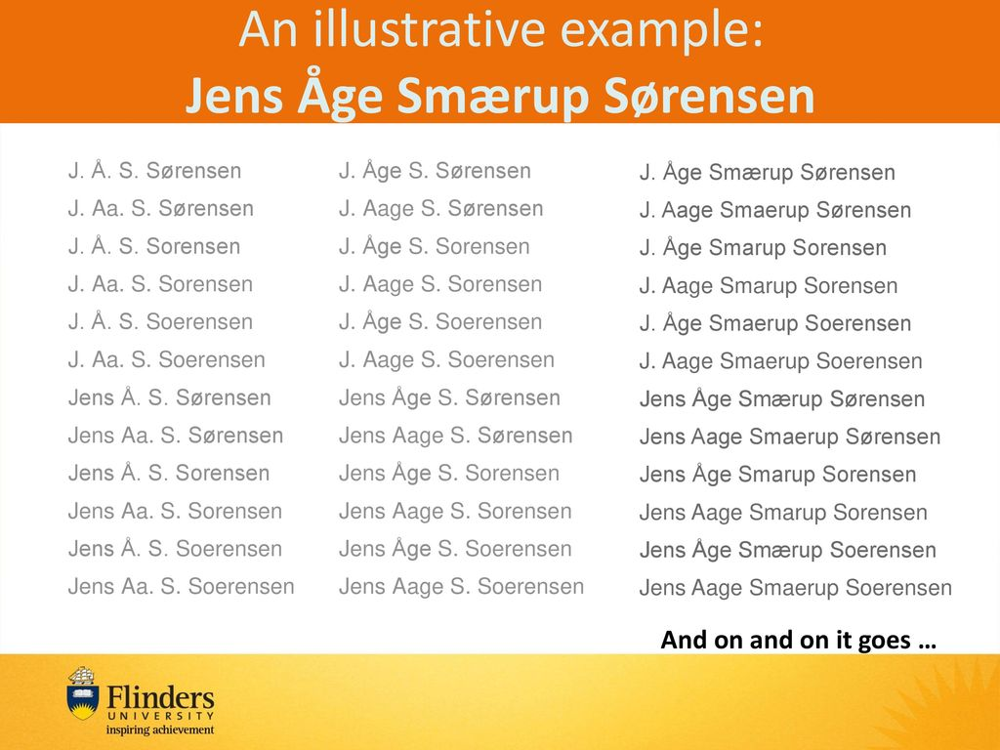 An illustrative example:
Jens Åge Smærup Sørensen
J. Å. S. Sørensen
J. Aa. S. Sørensen
J. Å. S. Sorensen
J. Aa. S. Sorensen
J. Å. S. Soerensen
J. Aa. S. Soerensen
Jens Å. S. Sørensen
Jens Aa. S. Sørensen
Jens Å. S. Sorensen
Jens Aa. S. Sorensen
Jens Å. S. Soerensen
Jens Aa. S. Soerensen
J. Åge S. Sørensen
J. Aage S. Sørensen
J. Åge S. Sorensen
J. Aage S. Sorensen
J. Åge S. Soerensen
J. Aage S. Soerensen
Jens Åge S. Sørensen
Jens Aage S. Sørensen
Jens Åge S. Sorensen
Jens Aage S. Sorensen
Jens Åge S. Soerensen
Jens Aage S. Soerensen
J. Åge Smærup Sørensen
J. Aage Smaerup Sørensen
J. Åge Smarup Sorensen
J. Aage Smarup Sorensen
J. Åge Smaerup Soerensen
J. Aage Smaerup Soerensen
Jens Åge Smærup Sørensen
Jens Aage Smaerup Sørensen
Jens Åge Smarup Sorensen
Jens Aage Smarup Sorensen
Jens Åge Smærup Soerensen
Jens Aage Smaerup Soerensen
And on and on it goes …
Flinders
UNIVERSITY
inspiring achievement